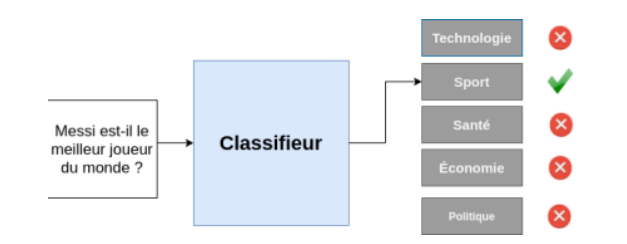 Messi est-il le
meilleur joueur
du monde ?
Classifieur
Technologie
Sport
Santé
Économie
Politique